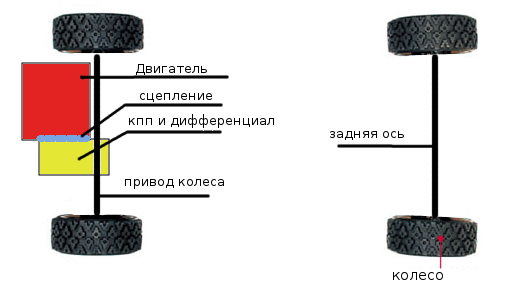 Двигатель
сцепление
кпп и дифференциал
привод колеса
задняя ось
колесо